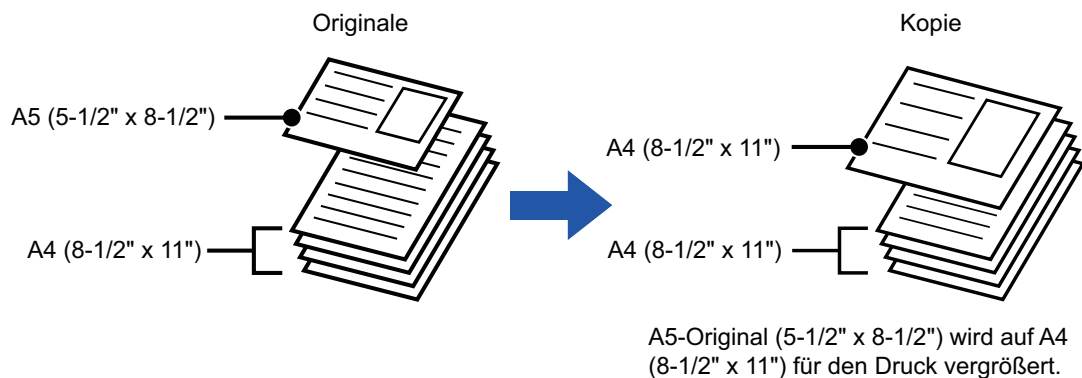 Originale
A5 (5-1/2" x 8-1/2")
A4 (8-1/2" x 11")
Kopie
A4 (8-1/2" x 11")
A4 (8-1/2" x 11")
A5-Original (5-1/2" x 8-1/2") wird auf A4
(8-1/2" x 11") für den Druck vergrößert.